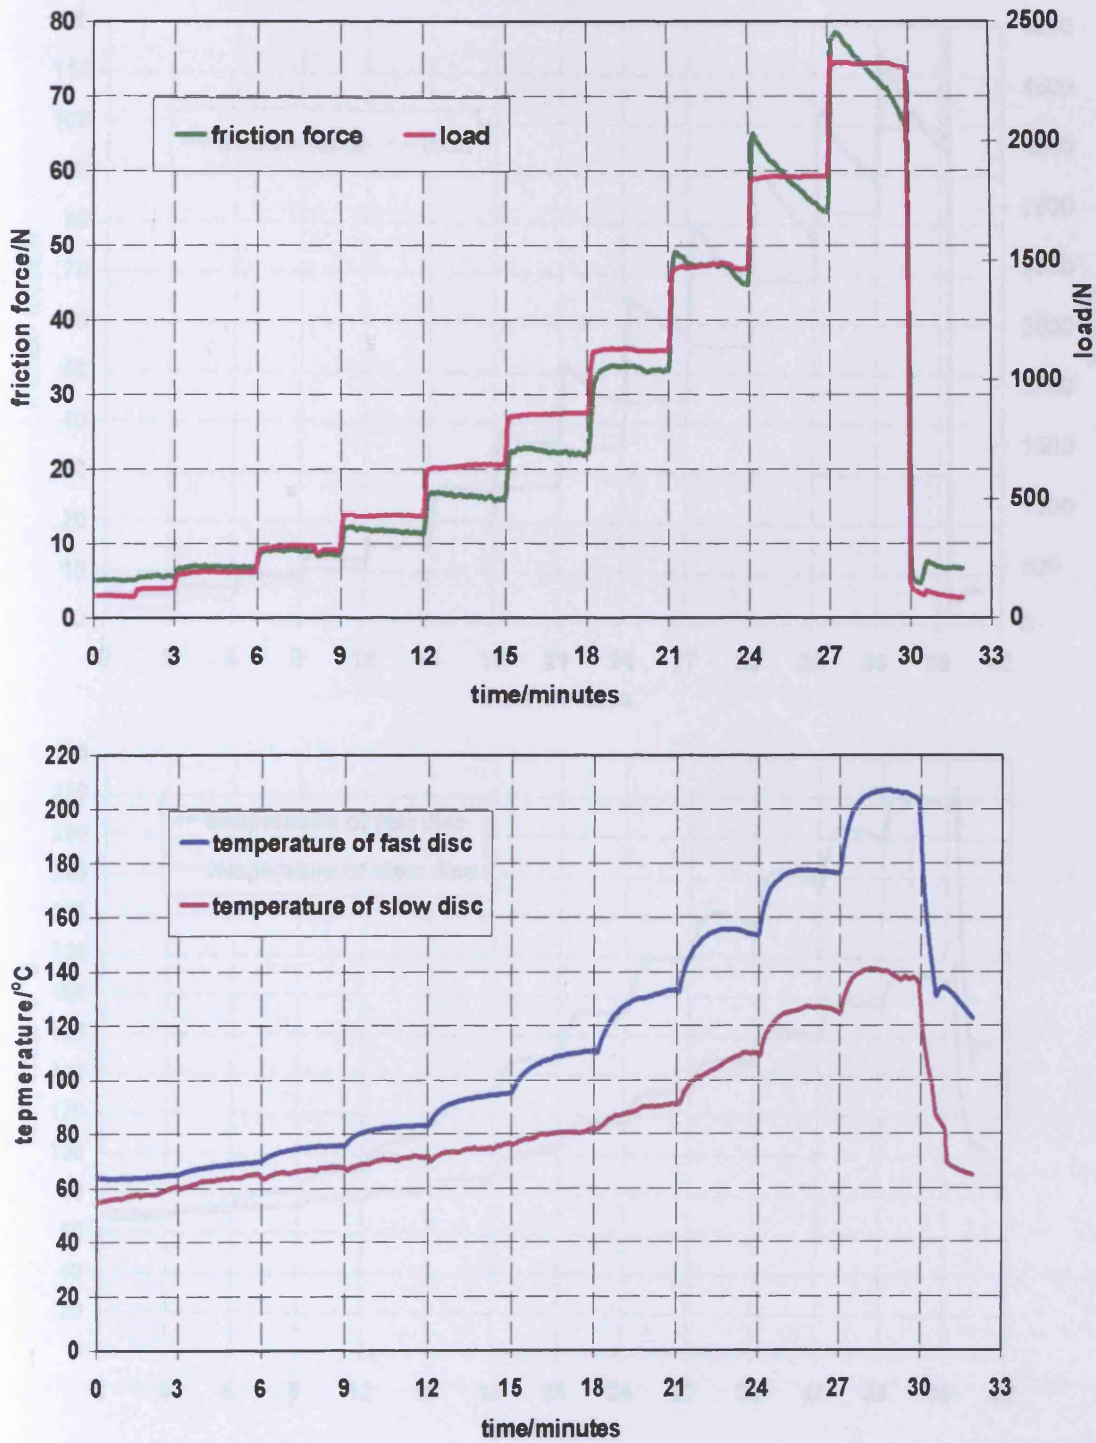 80
70
60
50
40
30
20
10
0
friction force/N
2500
2000
1500
1000
500
0
load/N
friction force load
0 3 6 9 12 15 18 21 24 27 30 33
time/minutes
220
200
180
160
140
120
100
80
60
40
20
0
tepmerature/°C
temperature of fast disc
temperature of slow disc
0 3 6 9 12 15 18 21 24 27 30 33
time/minutes